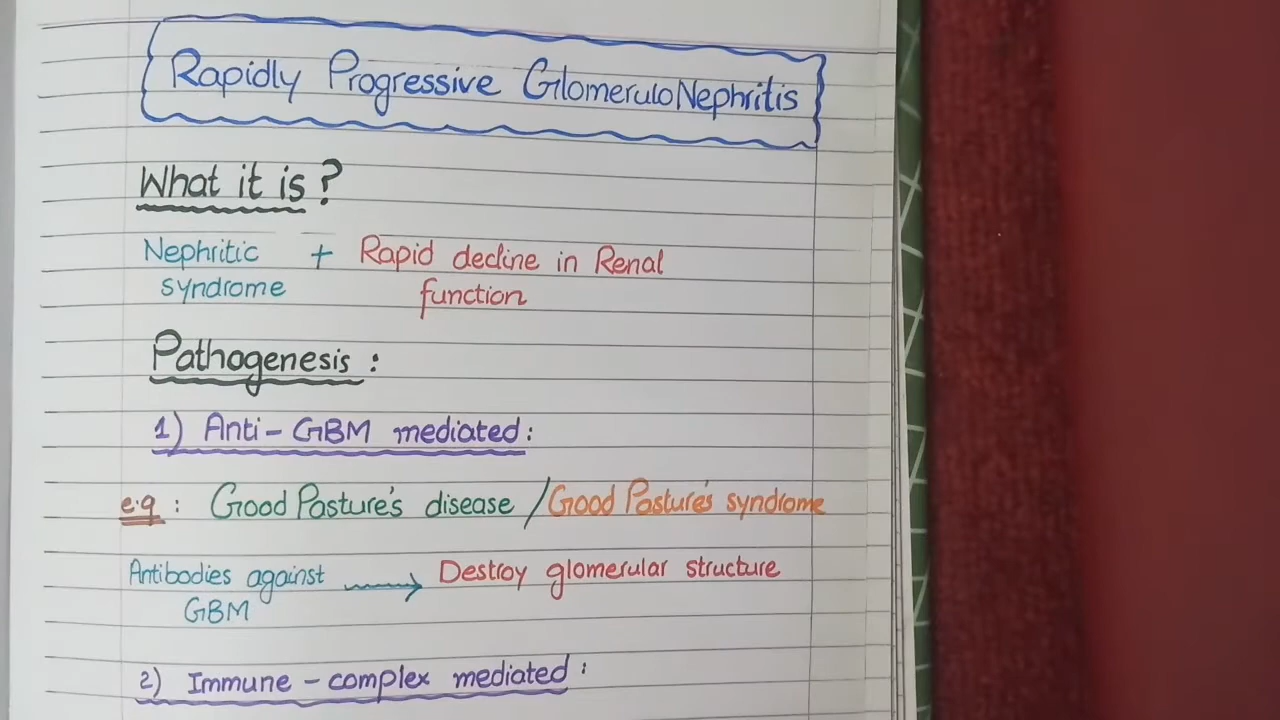 Rapidly Progressive GlomeruloNephritis
What it is ?
Nephritic + Rapid decline in Renal
syndrome function
Pathogenesis :
1) Anti-GBM mediated :
e.g : Good Pasture's disease / Good Pasture's syndrome
Antibodies against → Destroy glomerular structure
GBM
2) Immune-complex mediated :